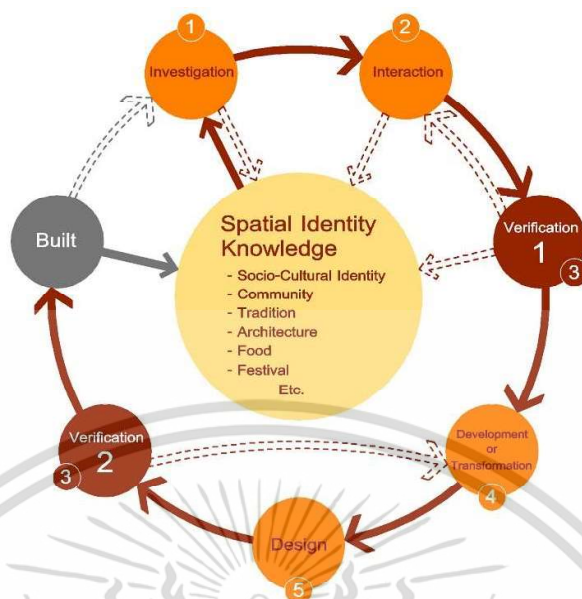 1
Investigation
2
Interaction
Verification
1
3
Built
Spatial Identity
Knowledge
- Socio-Cultural Identity
- Community
- Tradition
- Architecture
- Food
- Festival
Etc.
Verification
2
3
Development
or
Transformation
4
Design
5